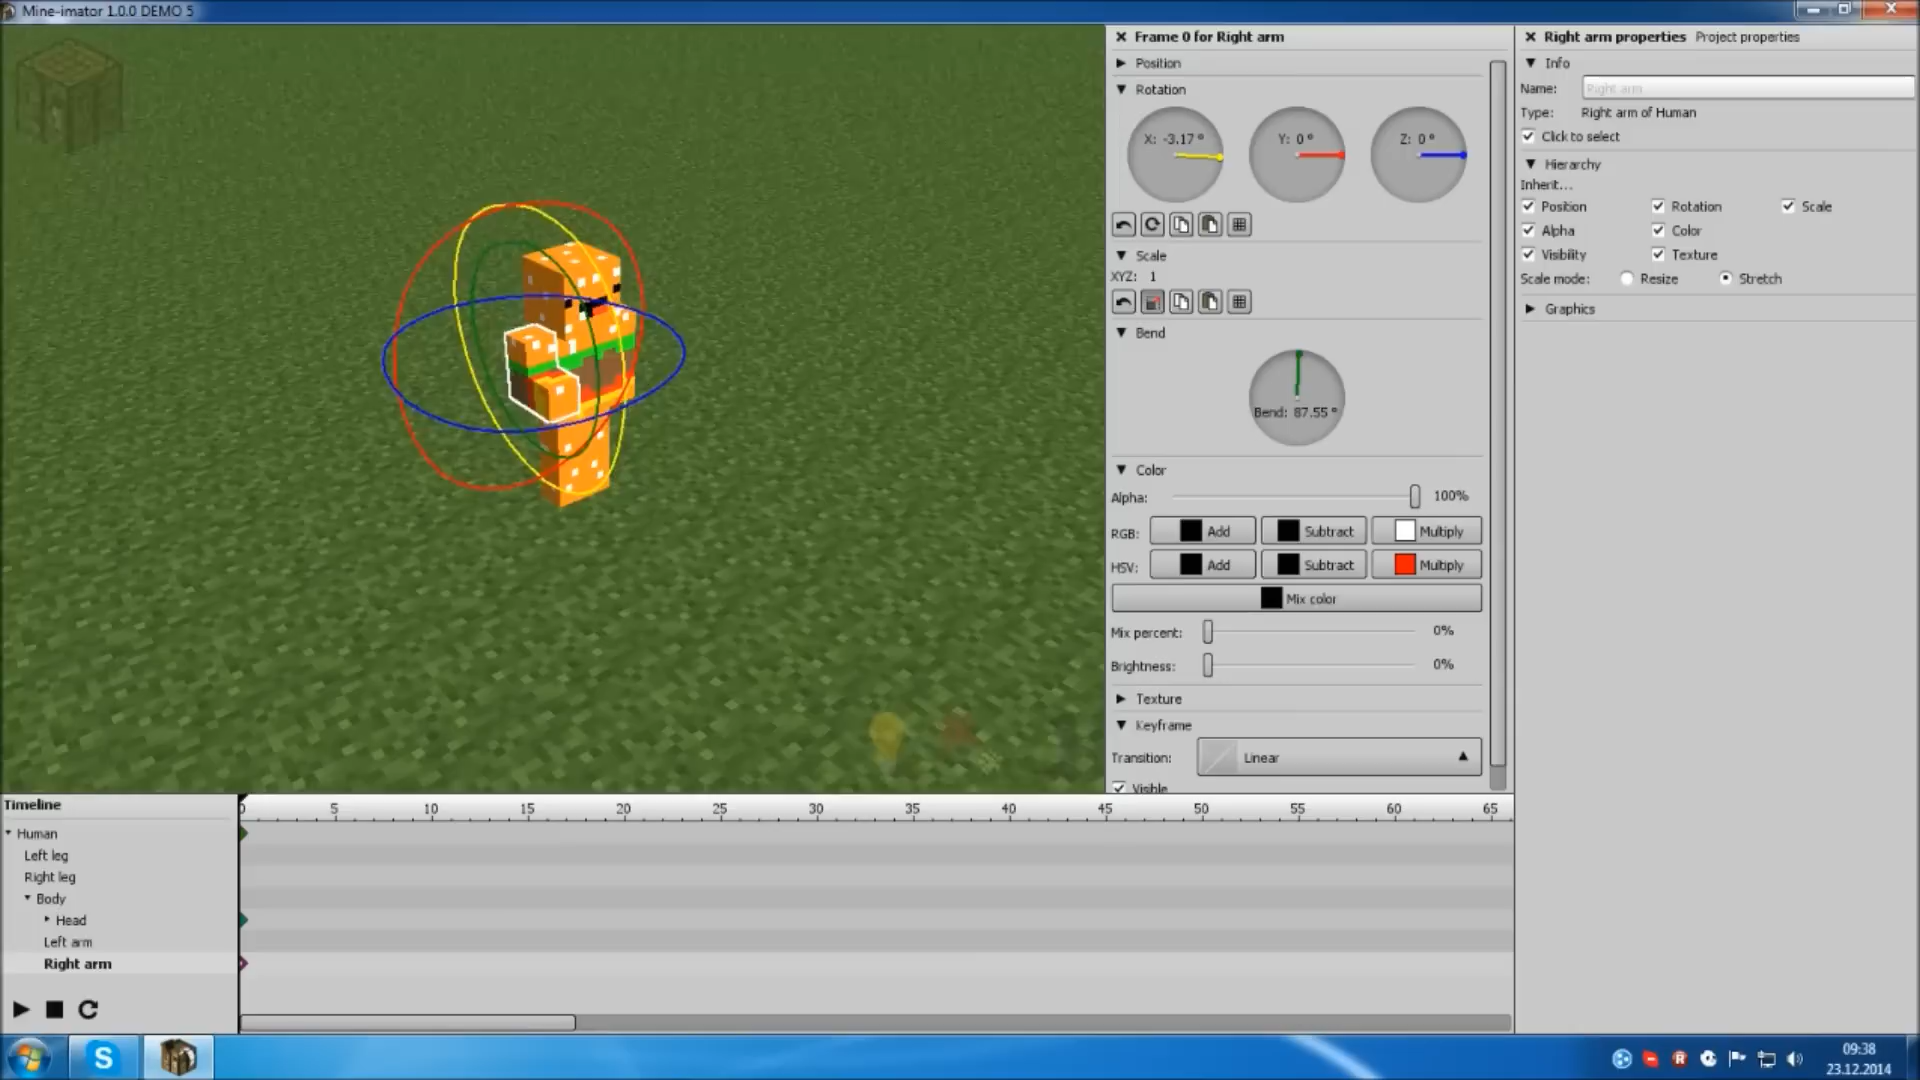 Mine-imator 1.0.0 DEMO 5
Frame 0 for Right arm
Position
Rotation
X: -3.17 °
Y: 0 °
Z: 0 °
Scale
XYZ: 1
Bend
Bend: 87.55 °
Color
Alpha: 100%
RGB: Add Subtract Multiply
HSV: Add Subtract Multiply
Mix color
Mix percent: 0%
Brightness: 0%
Texture
Keyframe
Transition: Linear
Visible
Right arm properties Project properties
Info
Name: Right arm
Type: Right arm of Human
Click to select
Hierarchy
Inherit...
Position Rotation Scale
Alpha Color
Visibility Texture
Scale mode: Resize Stretch
Graphics
Timeline
0 5 10 15 20 25 30 35 40 45 50 55 60 65
Human
Left leg
Right leg
Body
Head
Left arm
Right arm
09:38
23.12.2014